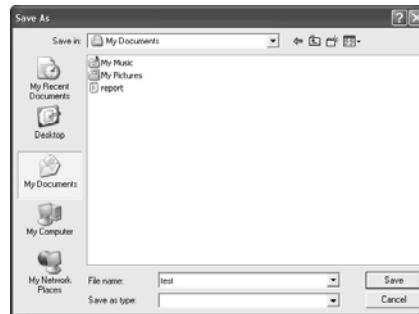 Save As
Save in:
My Documents
My Recent
Documents
Desktop
My Documents
My Computer
My Network
Places
My Music
My Pictures
report
File name:
test
Save
Save as type:
Cancel